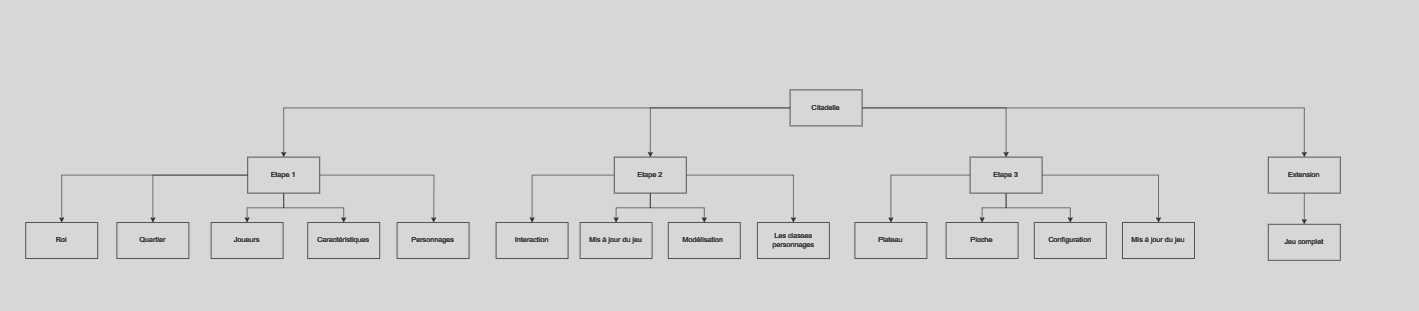 Citadelle
Etape 1
Etape 2
Etape 3
Extension
Roi
Quartier
Joueurs
Caractéristiques
Personnages
Interaction
Mis à jour du jeu
Modélisation
Les classes
personnages
Plateau
Pioche
Configuration
Mis à jour du jeu
Jeu complet